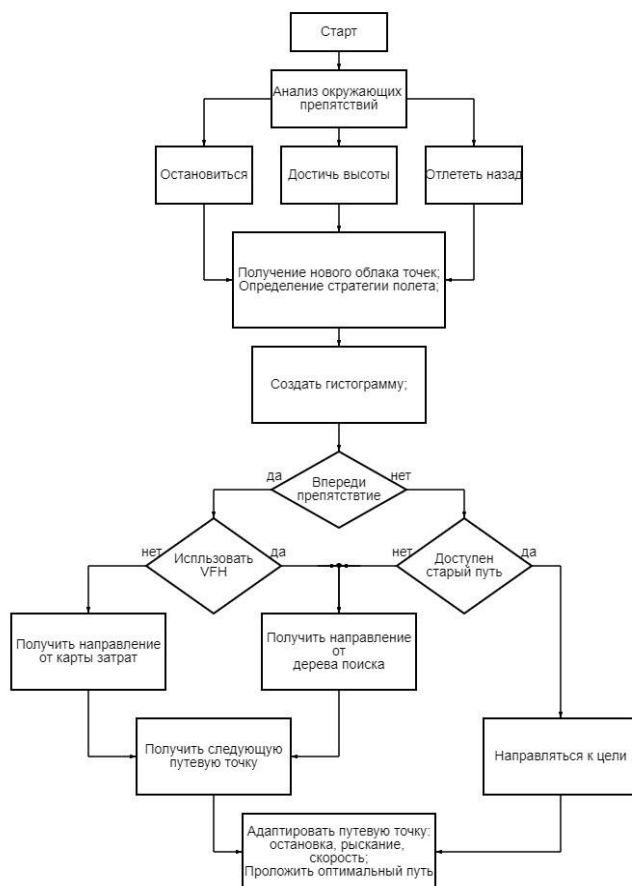 Старт
Анализ окружающих
препятствий
Остановиться
Достичь высоты
Отлететь назад
Получение нового облака точек;
Определение стратегии полета;
Создать гистограмму;
да
Впереди
препятствтие
нет
нет
Испльзовать
VFH
да
нет
Доступен
старый путь
да
Получить направление
от карты затрат
Получить направление
от
дерева поиска
Получить следующую
путевую точку
Направляться к цели
Адаптировать путевую точку:
остановка, рыскание,
скорость;
Проложить оптимальный путь